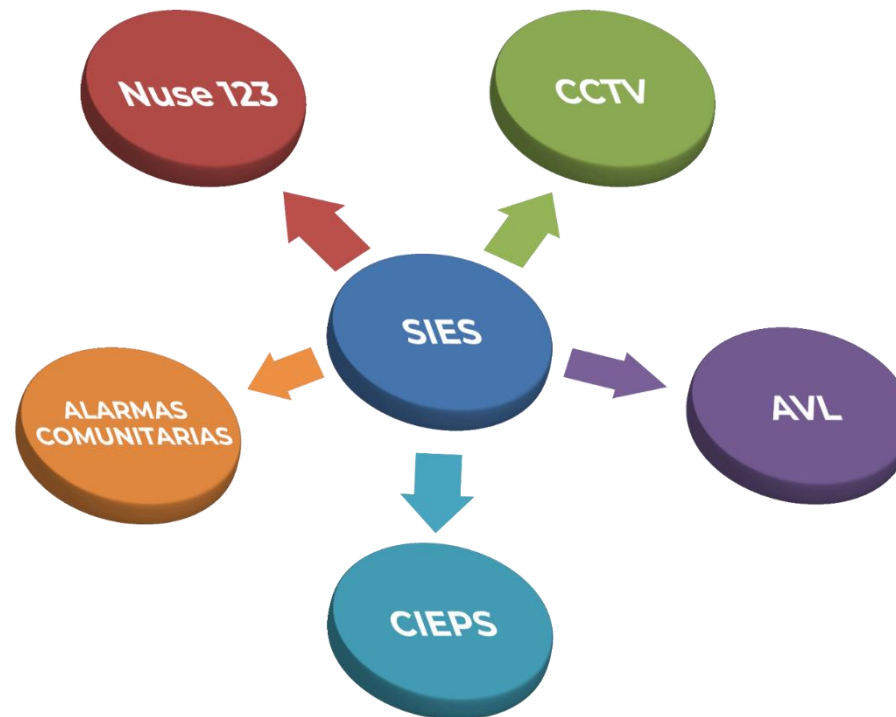 Nuse 123
CCTV
SIES
ALARMAS
COMUNITARIAS
AVL
CIEPS